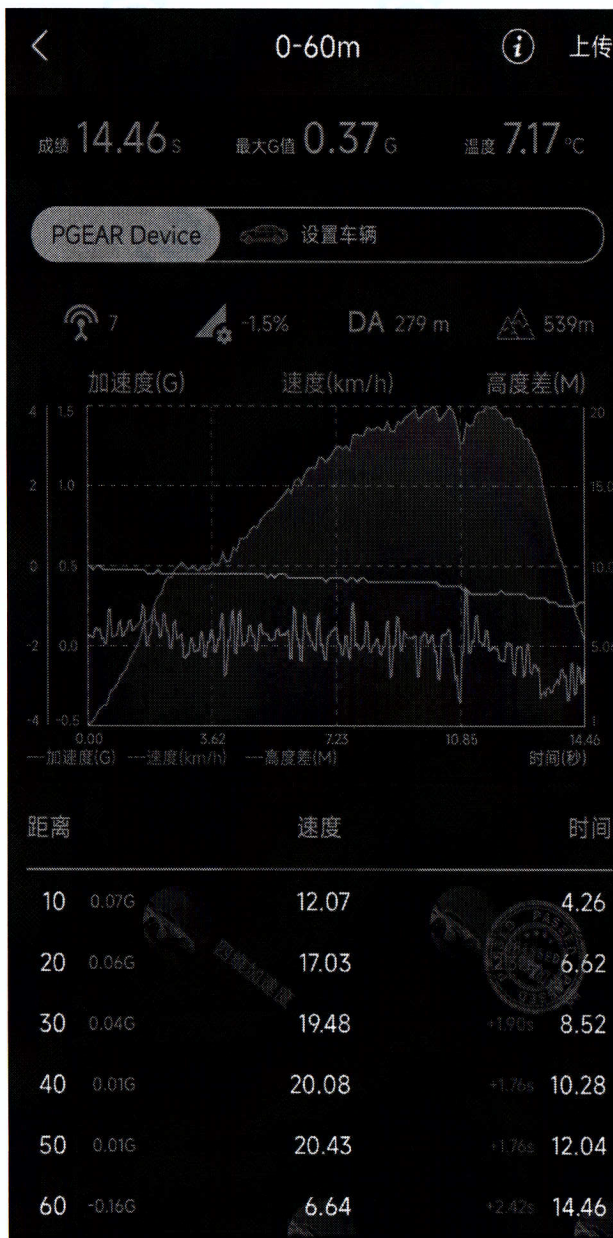 0-60m
上传
成绩 14.46 s 最大G值 0.37 G 温度 7.17 °C
PGEAR Device 设置车辆
7 -1.5% DA 279 m 539m
加速度(G) 速度(km/h) 高度差(M)
4 1.5 20
2 1.0 15.0
0 0.5 10.0
-2 0.0 5.0
-4 -0.5 1
0.00 3.62 7.23 10.85 14.46
加速度(G) 速度(km/h) 高度差(M) 时间(秒)
距离 速度 时间
10 0.07G 12.07 4.26
20 0.06G 17.03 6.62
30 0.04G 19.48 +1.90s 8.52
40 0.01G 20.08 +1.76s 10.28
50 0.01G 20.43 +1.76s 12.04
60 -0.16G 6.64 +2.42s 14.46
PASSED